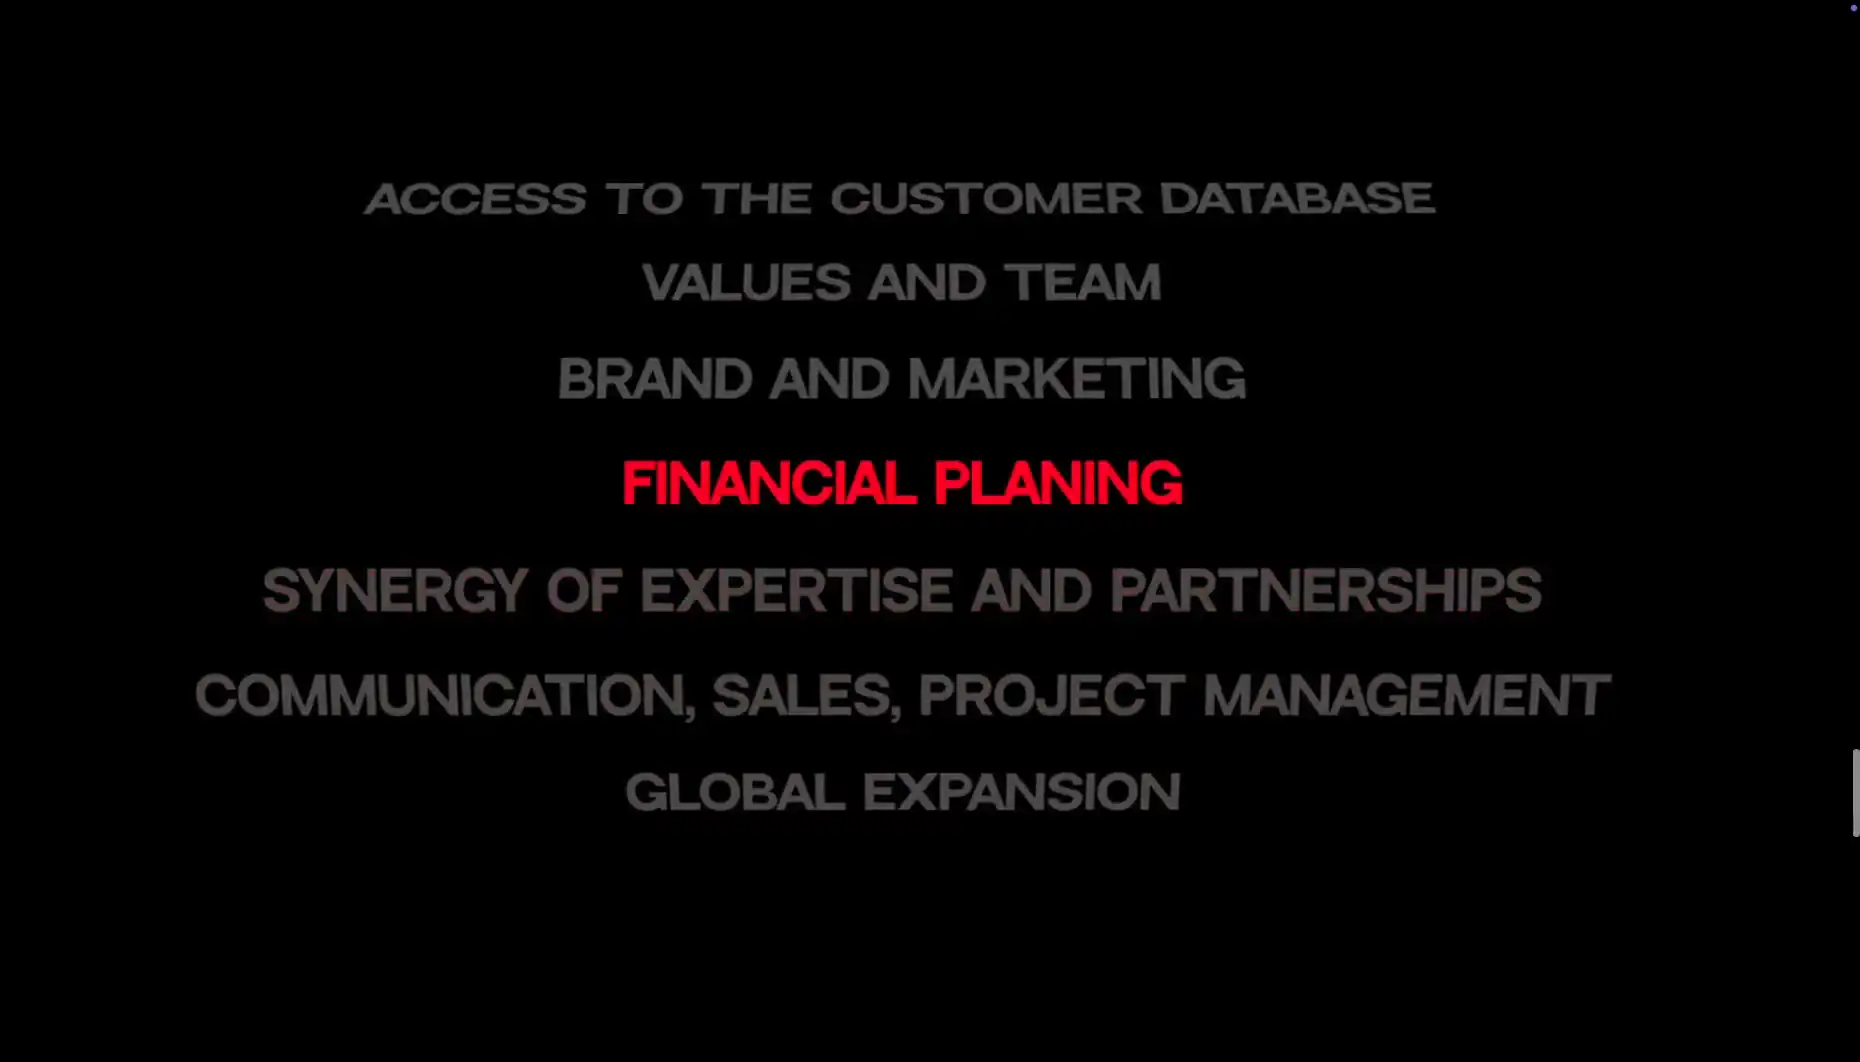 ACCESS TO THE CUSTOMER DATABASE
VALUES AND TEAM
BRAND AND MARKETING
FINANCIAL PLANING
SYNERGY OF EXPERTISE AND PARTNERSHIPS
COMMUNICATION, SALES, PROJECT MANAGEMENT
GLOBAL EXPANSION